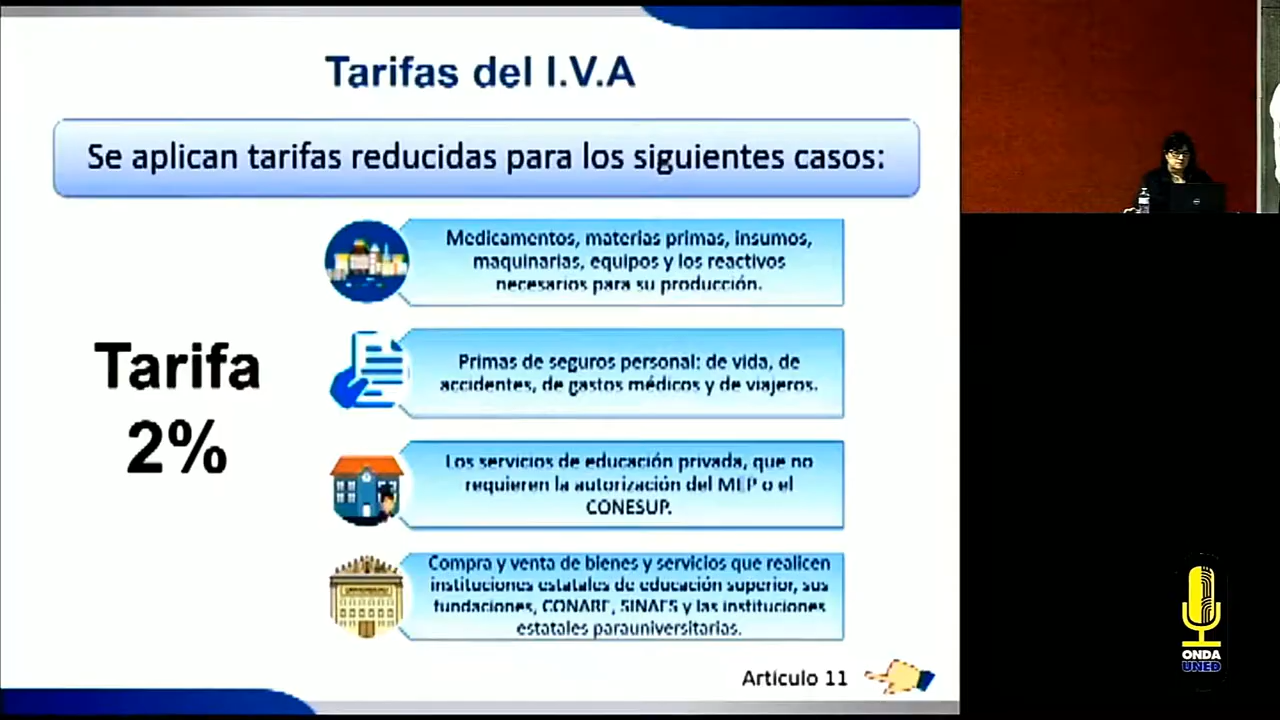 Tarifas del I.V.A
Se aplican tarifas reducidas para los siguientes casos:
Tarifa
2%
Medicamentos, materias primas, insumos,
maquinarias, equipos y los reactivos
necesarios para su producción.
Primas de seguros personal: de vida, de
accidentes, de gastos médicos y de viajeros.
Los servicios de educación privada, que no
requieren la autorización del MEP o el
CONESUP.
Compra y venta de bienes y servicios que realicen
instituciones estatales de educación superior, sus
fundaciones, CONARE, SINAES y las instituciones
estatales parauniversitarias.
Artículo 11
ONDA
UNED